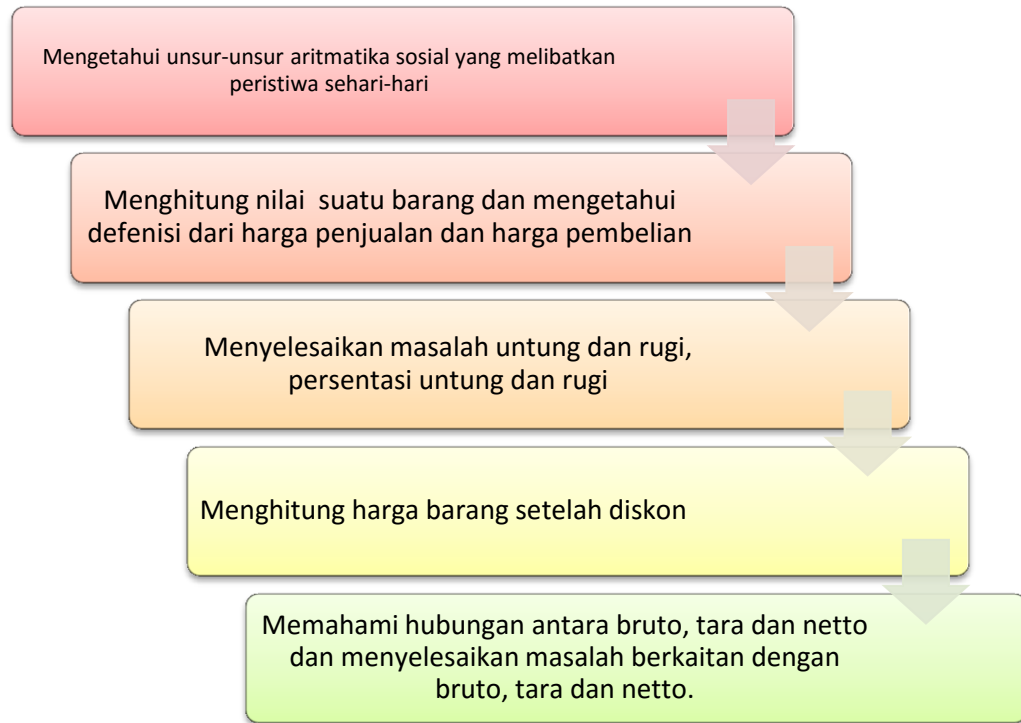 Mengetahui unsur-unsur aritmatika sosial yang melibatkan
peristiwa sehari-hari
Menghitung nilai suatu barang dan mengetahui
defenisi dari harga penjualan dan harga pembelian
Menyelesaikan masalah untung dan rugi,
persentasi untung dan rugi
Menghitung harga barang setelah diskon
Memahami hubungan antara bruto, tara dan netto
dan menyelesaikan masalah berkaitan dengan
bruto, tara dan netto.